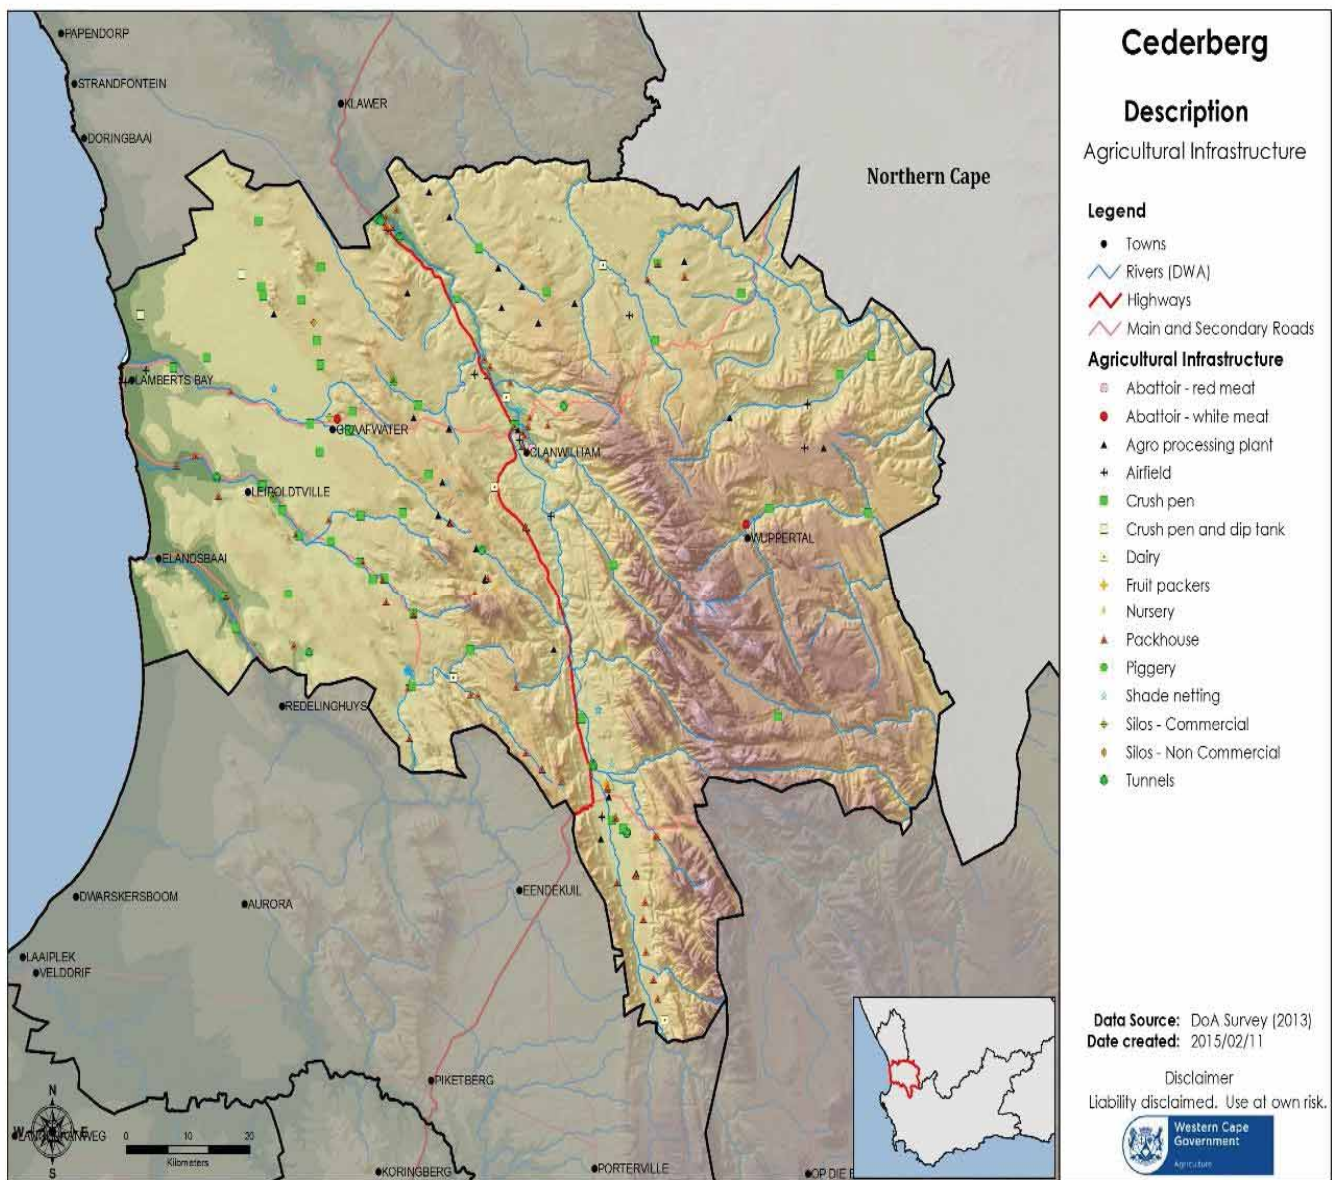 PAPENDORP
STRANDFONTEIN
KLAWER
DORINGBAAI
Northern Cape
LAMBERTS BAY
GRAAFWATER
CLANWILLIAM
LEIPOLDTVILLE
WUPPERTAL
ELANDSBAAI
REDELINGHUYS
DWARSKERSBOOM
AURORA
EENDEKUIL
LAAIPLEK
VELDDRIF
PIKETBERG
KORINGBERG
PORTERVILLE
OP DIE
N
W E
S
0 10 20 30
Kilometers
Cederberg
Description
Agricultural Infrastructure
Legend
Towns
Rivers (DWA)
Highways
Main and Secondary Roads
Agricultural Infrastructure
Abattoir - red meat
Abattoir - white meat
Agro processing plant
Airfield
Crush pen
Crush pen and dip tank
Dairy
Fruit packers
Nursery
Packhouse
Piggery
Shade netting
Silos - Commercial
Silos - Non Commercial
Tunnels
Data Source: DoA Survey (2013)
Date created: 2015/02/11
Disclaimer
Liability disclaimed. Use at own risk.
Western Cape
Government
Agriculture